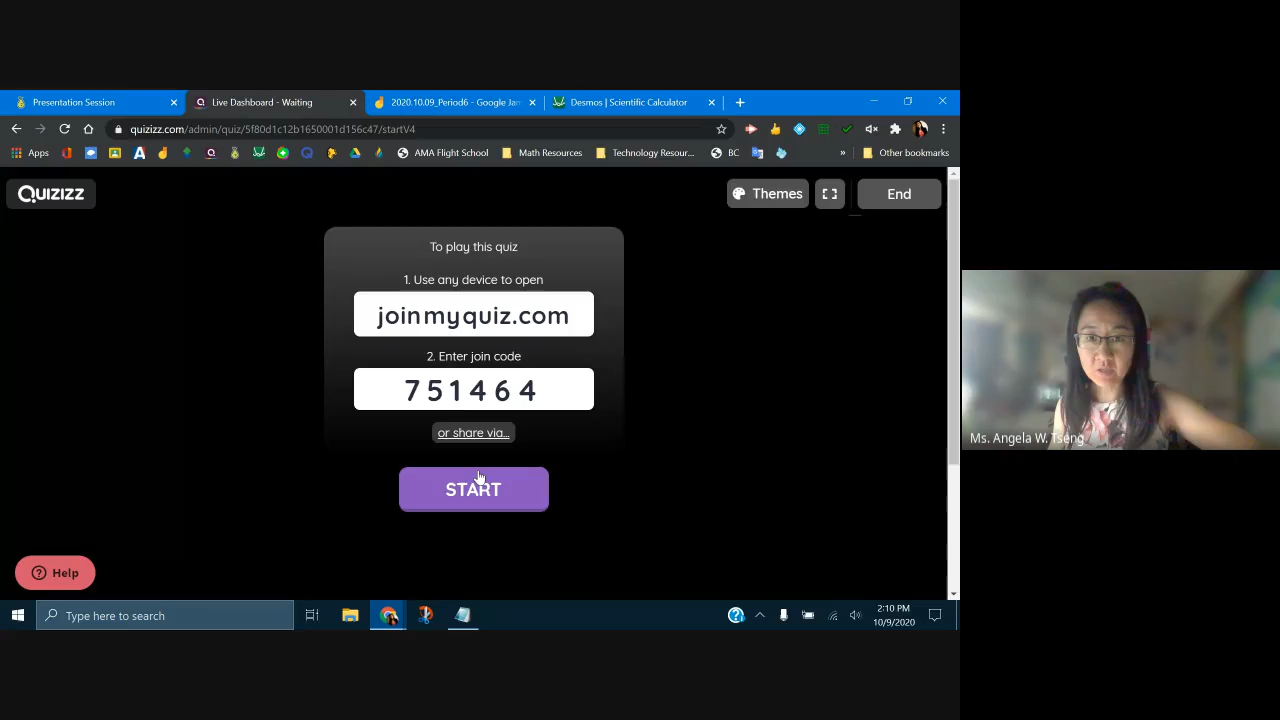 Presentation Session
Live Dashboard - Waiting
2020.10.09_Period6 - Google Jam
Desmos | Scientific Calculator
quizizz.com/admin/quiz/5f80d1c12b1650001d156c47/startV4
Apps
AMA Flight School
Math Resources
Technology Resour...
BC
»
Other bookmarks
Quizizz
Themes
End
To play this quiz
1. Use any device to open
joinmyquiz.com
2. Enter join code
751464
or share via...
START
Ms. Angela W. Tseng
Help
Type here to search
2:10 PM
10/9/2020